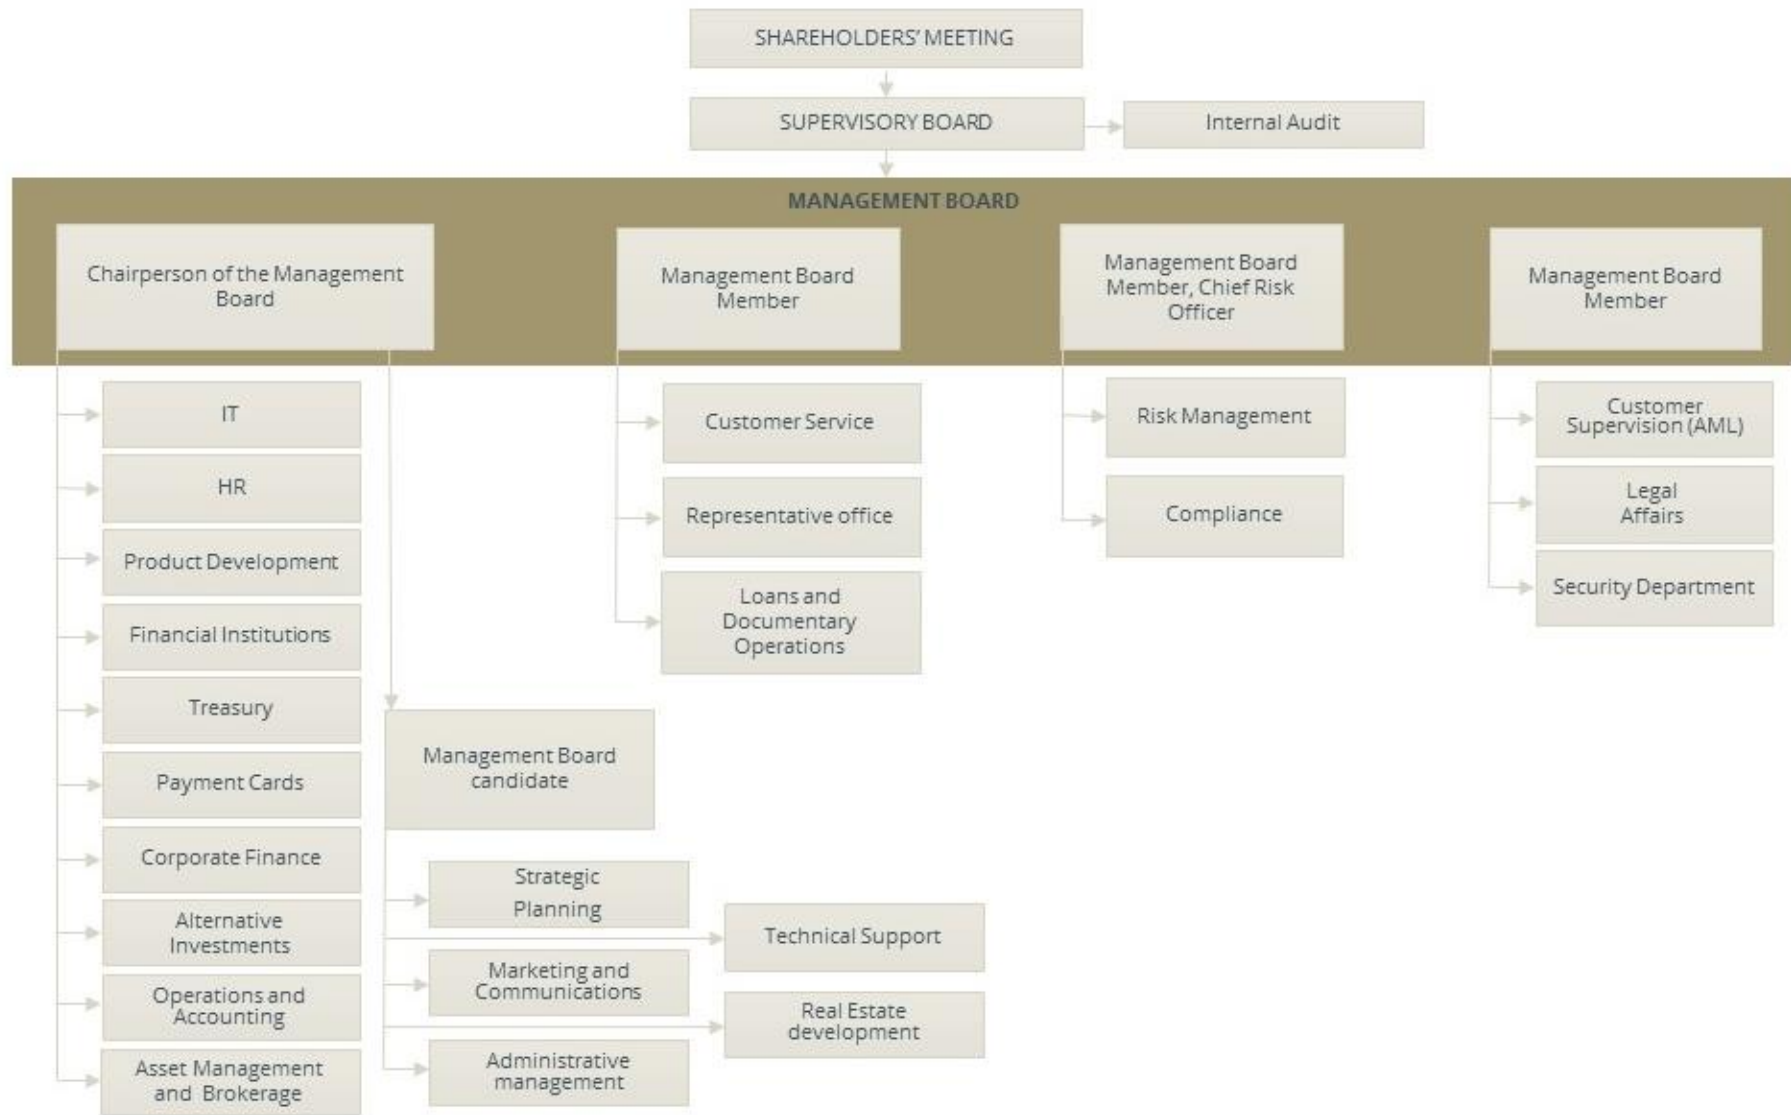 SHAREHOLDERS’ MEETING
SUPERVISORY BOARD
Internal Audit
MANAGEMENT BOARD
Chairperson of the Management
Board
Management Board
Member
Management Board
Member, Chief Risk
Officer
Management Board
Member
IT
HR
Product Development
Financial Institutions
Treasury
Payment Cards
Corporate Finance
Alternative
Investments
Operations and
Accounting
Asset Management
and Brokerage
Management Board
candidate
Strategic
Planning
Technical Support
Marketing and
Communications
Real Estate
development
Administrative
management
Customer Service
Representative office
Loans and
Documentary
Operations
Risk Management
Compliance
Customer
Supervision (AML)
Legal
Affairs
Security Department